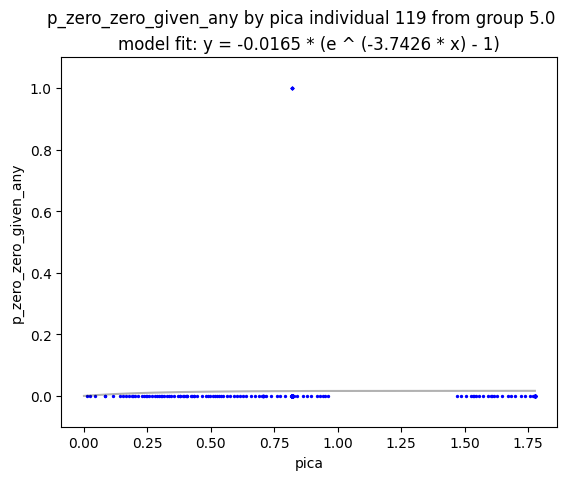 p_zero_zero_given_any by pica individual 119 from group 5.0
model fit: y = -0.0165 * (e ^ (-3.7426 * x) - 1)
1.0
0.8
0.6
0.4
0.2
0.0
p_zero_zero_given_any
0.00 0.25 0.50 0.75 1.00 1.25 1.50 1.75
pica